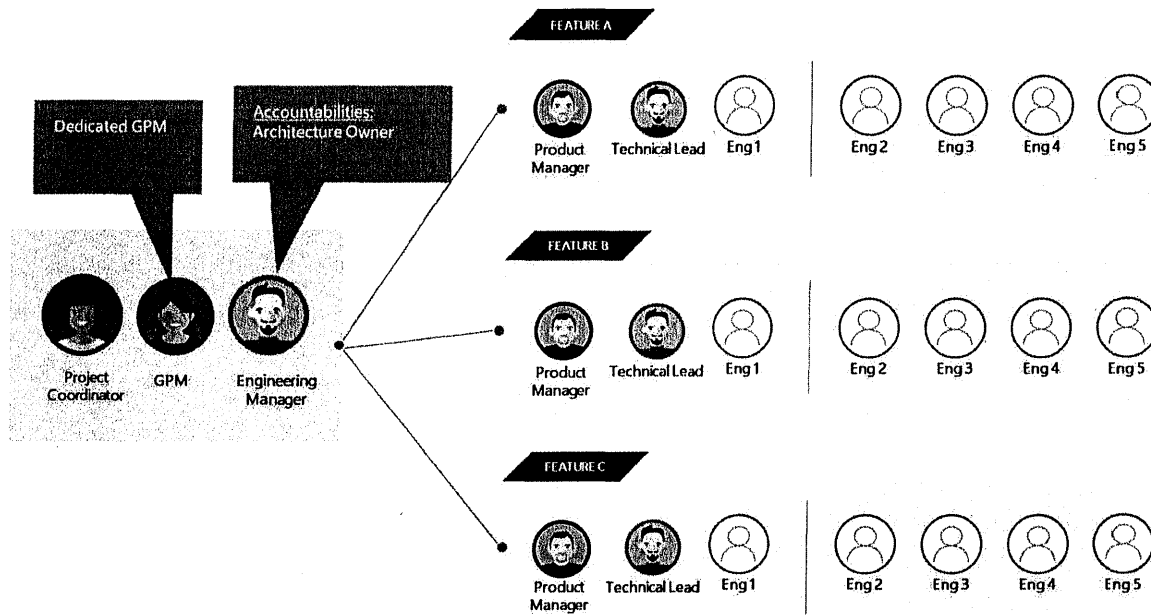 FEATURE A
Dedicated GPM
Accountabilities:
Architecture Owner
Product
Manager
Technical Lead
Eng 1
Eng 2
Eng 3
Eng 4
Eng 5
FEATURE B
Project
Coordinator
GPM
Engineering
Manager
Product
Manager
Technical Lead
Eng 1
Eng 2
Eng 3
Eng 4
Eng 5
FEATURE C
Product
Manager
Technical Lead
Eng 1
Eng 2
Eng 3
Eng 4
Eng 5